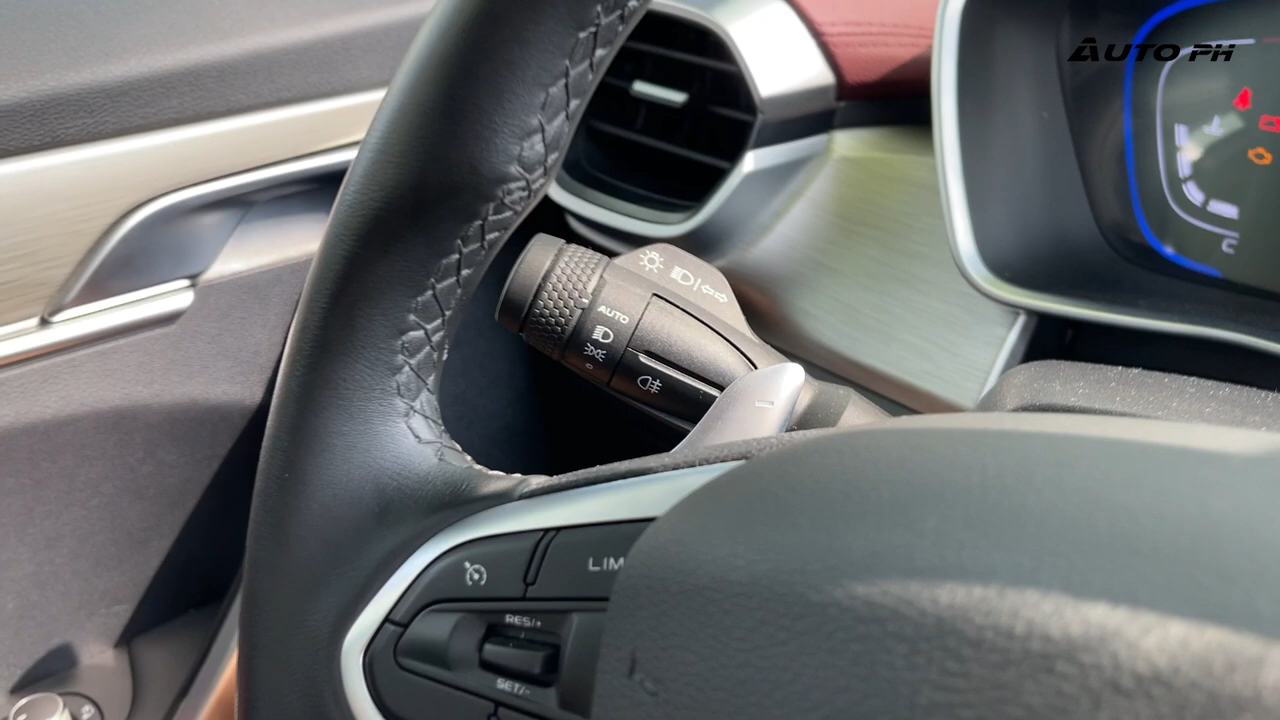 AUTO PH
AUTO
C
LIM
RES/+
SET/-